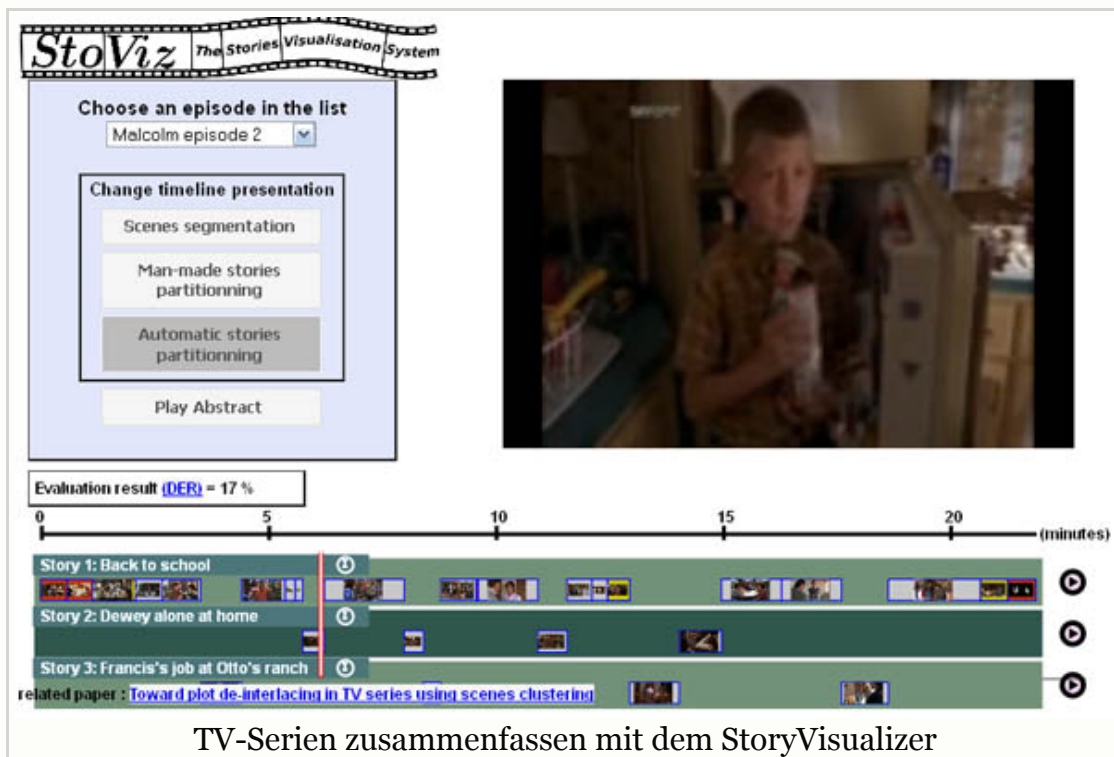 StoViz The Stories Visualisation System
Choose an episode in the list
Malcolm episode 2
Change timeline presentation
Scenes segmentation
Man-made stories
partitionning
Automatic stories
partitionning
Play Abstract
Evaluation result (DER) = 17 %
0 5 10 15 20
(minutes)
Story 1: Back to school
Story 2: Dewey alone at home
Story 3: Francis's job at Otto's ranch
related paper : Toward plot de-interlacing in TV series using scenes clustering
TV-Serien zusammenfassen mit dem StoryVisualizer